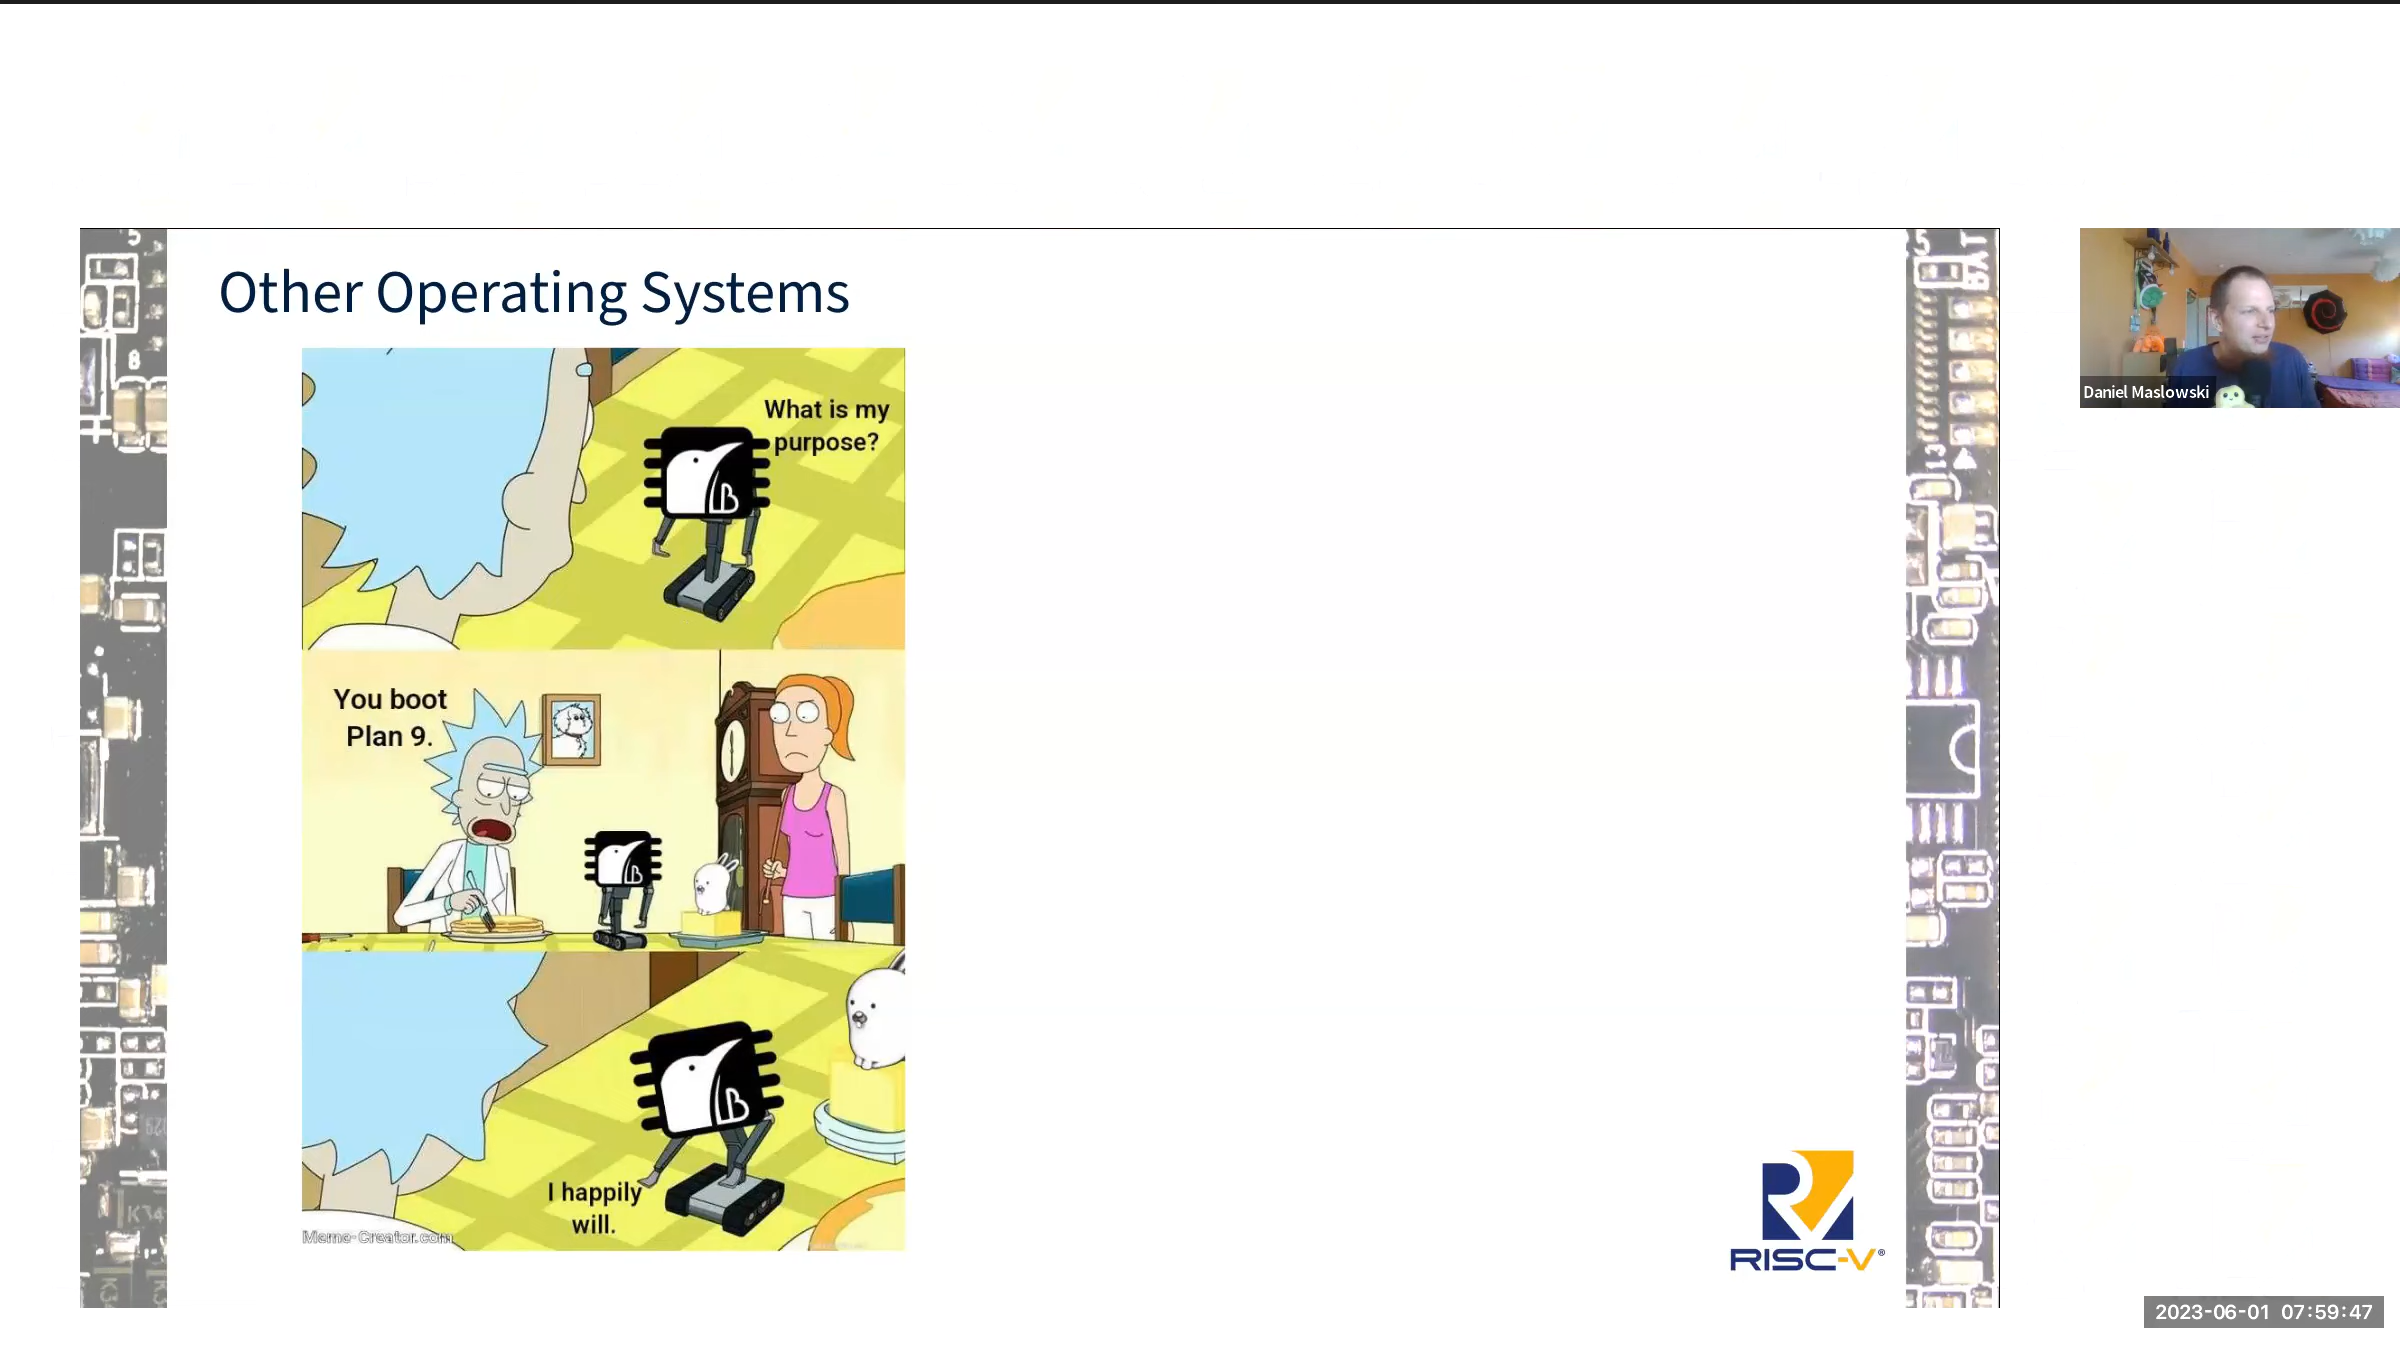 Other Operating Systems
What is my
purpose?
You boot
Plan 9.
I happily
will.
Meme-Creator.com
RISC-V®
Daniel Maslowski
2023-06-01 07:59:47